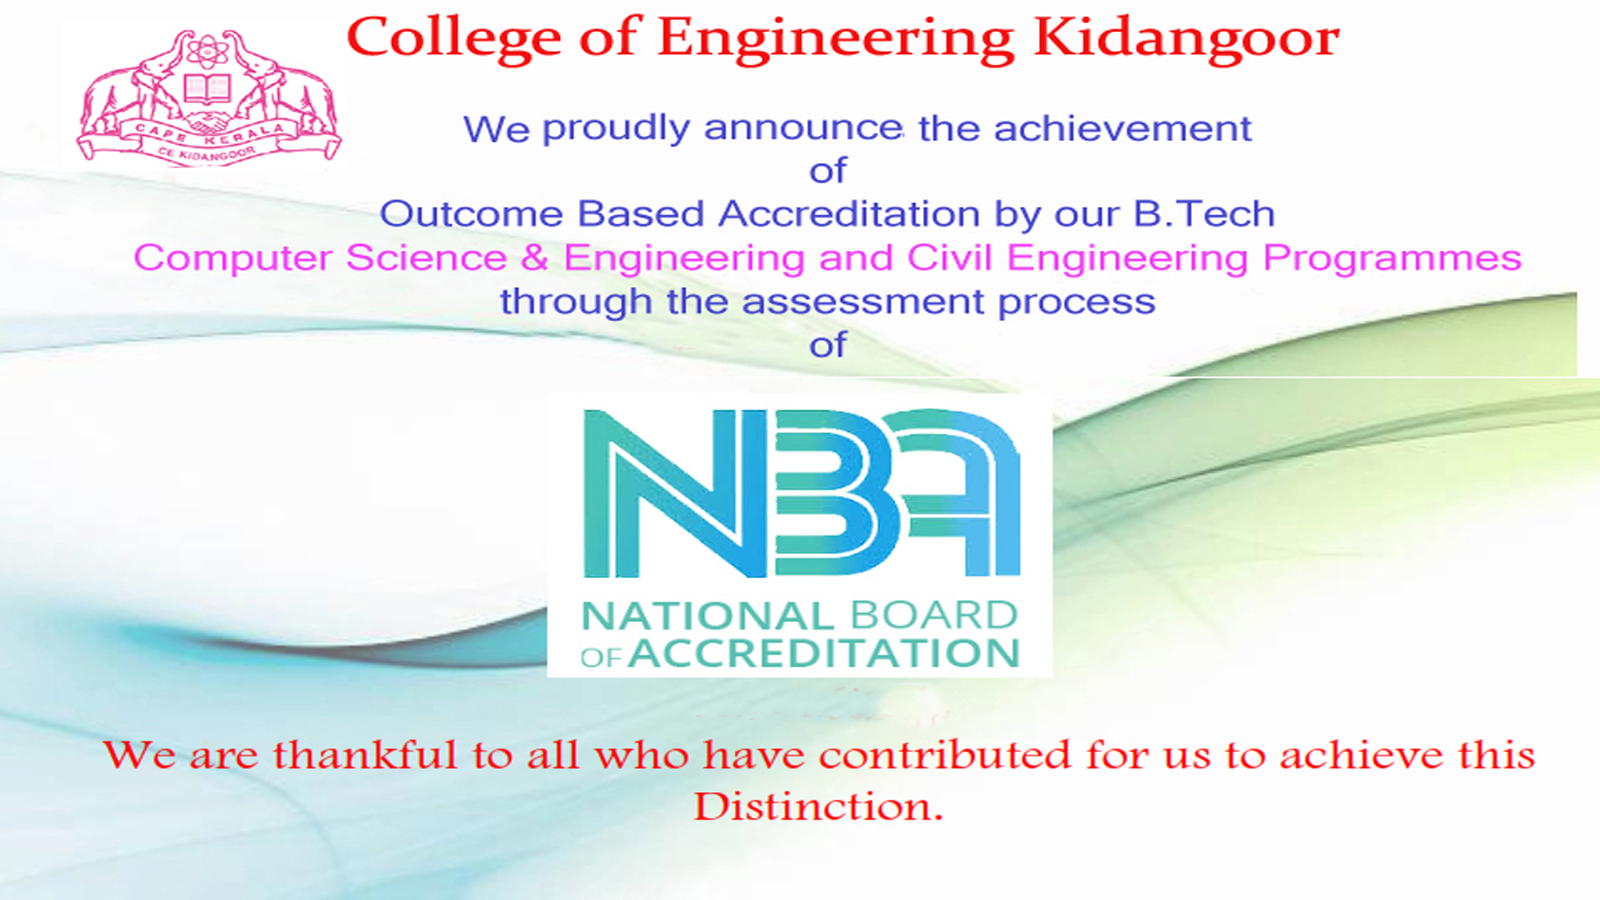 College of Engineering Kidangoor
CAPE KERALA
CE KIDANGOOR
We proudly announce the achievement
of
Outcome Based Accreditation by our B.Tech
Computer Science & Engineering and Civil Engineering Programmes
through the assessment process
of
NBA
NATIONAL BOARD
OF ACCREDITATION
We are thankful to all who have contributed for us to achieve this
Distinction.